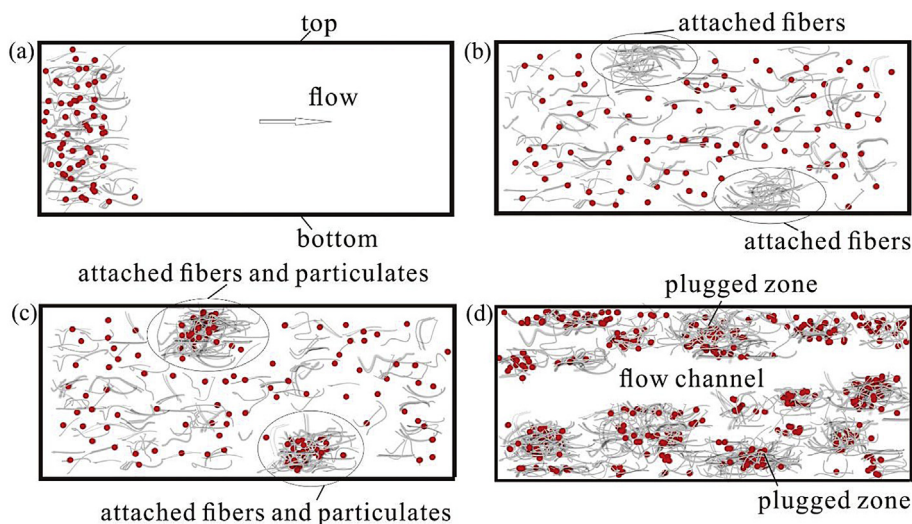 (a)
top
flow
bottom
(b)
attached fibers
attached fibers
(c)
attached fibers and particulates
attached fibers and particulates
(d)
plugged zone
flow channel
plugged zone